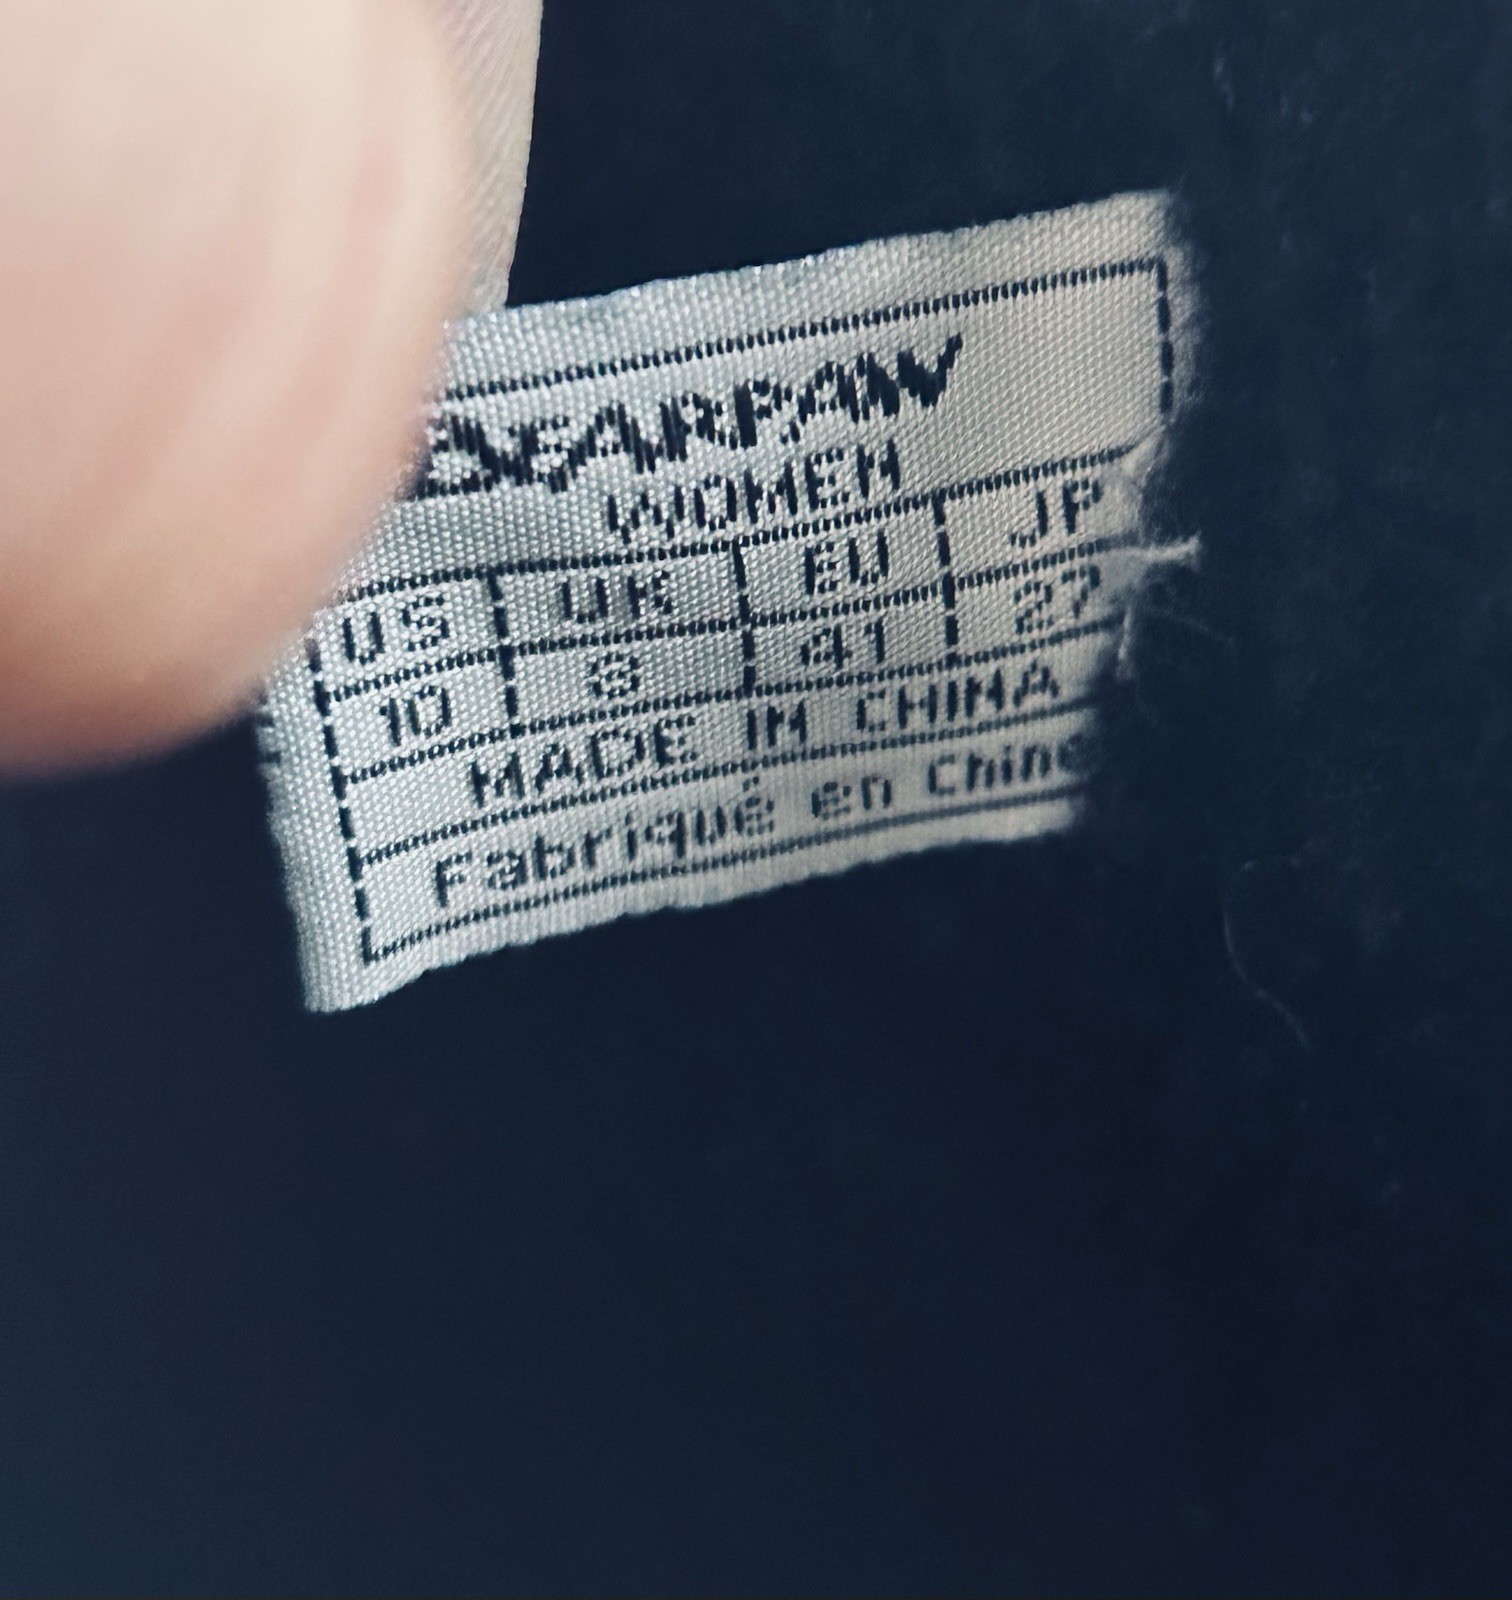 BEARPAW
WOMEN
US UK EU JP
10 8 41 27
MADE IN CHINA
Fabriqué en Chine